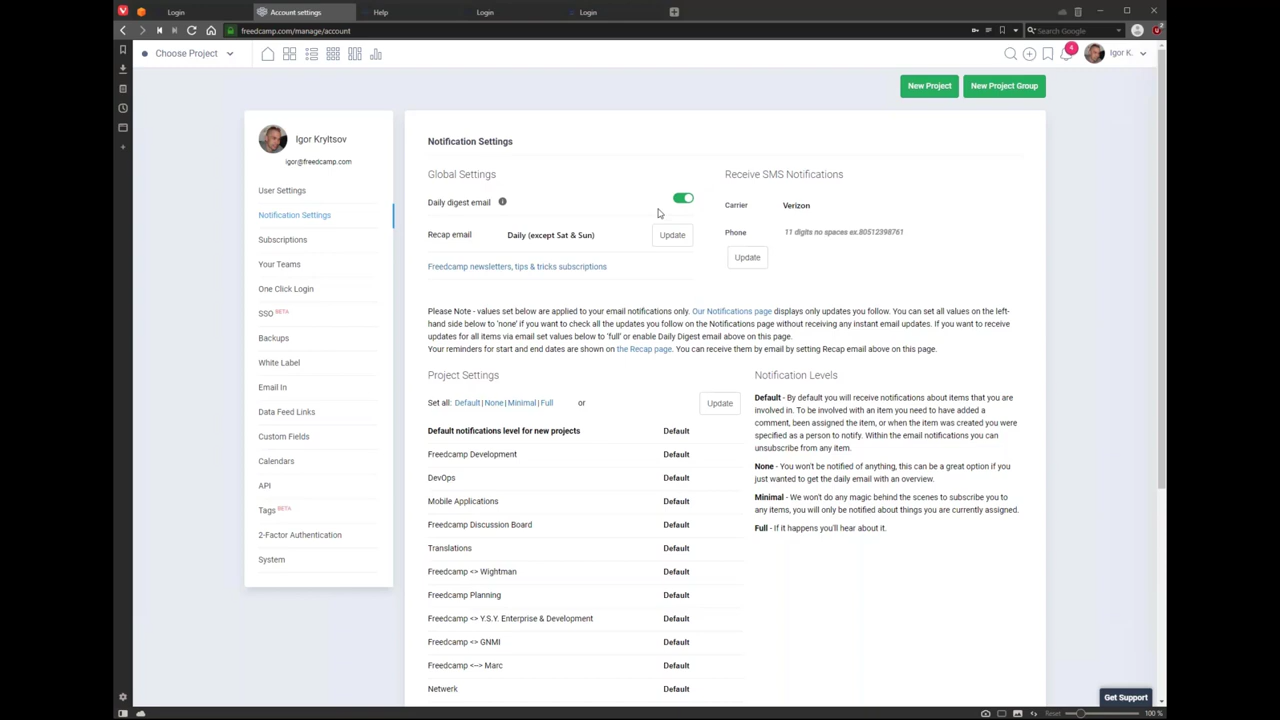 Login
Account settings
Help
Login
Login
freedcamp.com/manage/account
Search Google
2
Choose Project
4
Igor K.
New Project
New Project Group
Igor Kryltsov
igor@freedcamp.com
User Settings
Notification Settings
Subscriptions
Your Teams
One Click Login
SSO BETA
Backups
White Label
Email In
Data Feed Links
Custom Fields
Calendars
API
Tags BETA
2-Factor Authentication
System
Notification Settings
Global Settings
Daily digest email
Recap email Daily (except Sat & Sun) Update
Freedcamp newsletters, tips & tricks subscriptions
Receive SMS Notifications
Carrier Verizon
Phone 11 digits no spaces ex.80512398761
Update
Please Note - values set below are applied to your email notifications only. Our Notifications page displays only updates you follow. You can set all values on the left-
hand side below to 'none' if you want to check all the updates you follow on the Notifications page without receiving any instant email updates. If you want to receive
updates for all items via email set values below to 'full' or enable Daily Digest email above on this page.
Your reminders for start and end dates are shown on the Recap page. You can receive them by email by setting Recap email above on this page.
Project Settings
Set all: Default | None | Minimal | Full or Update
Default notifications level for new projects Default
Freedcamp Development Default
DevOps Default
Mobile Applications Default
Freedcamp Discussion Board Default
Translations Default
Freedcamp <> Wightman Default
Freedcamp Planning Default
Freedcamp <> Y.S.Y. Enterprise & Development Default
Freedcamp <> GNMI Default
Freedcamp <--> Marc Default
Netwerk Default
Notification Levels
Default - By default you will receive notifications about items that you are
involved in. To be involved with an item you need to have added a
comment, been assigned the item, or when the item was created you were
specified as a person to notify. Within the email notifications you can
unsubscribe from any item.
None - You won't be notified of anything, this can be a great option if you
just wanted to get the daily email with an overview.
Minimal - We won't do any magic behind the scenes to subscribe you to
any items, you will only be notified about things you are currently assigned.
Full - If it happens you'll hear about it.
Get Support
Reset
100 %